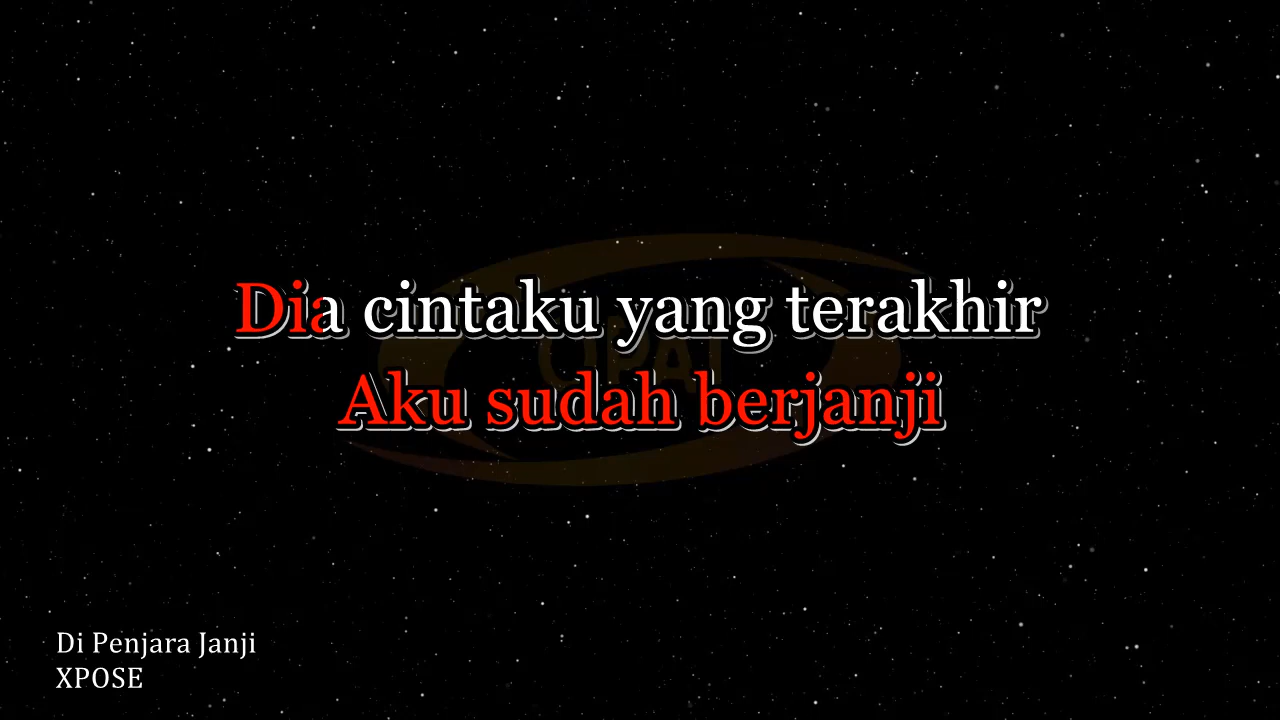 Dia cintaku yang terakhir
Aku sudah berjanji
Di Penjara Janji
XPOSE